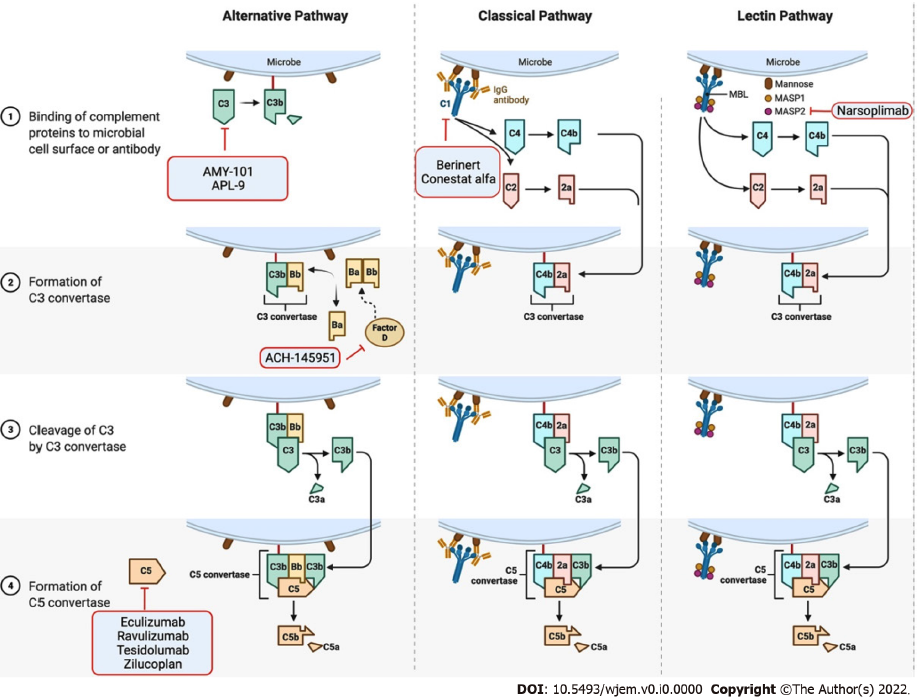 Alternative Pathway
Classical Pathway
Lectin Pathway
1
Binding of complement
proteins to microbial
cell surface or antibody
Microbe
C3
C3b
AMY-101
APL-9
Microbe
IgG
antibody
C1
C4
C4b
Berinert
Conestat alfa
C2
2a
Microbe
MBL
Mannose
MASP1
MASP2
Narsoplimab
C4
C4b
C2
2a
2
Formation of
C3 convertase
C3b Bb
Ba Bb
C3 convertase
Ba
Factor
D
ACH-145951
C4b 2a
C3 convertase
C4b 2a
C3 convertase
3
Cleavage of C3
by C3 convertase
C3b Bb
C3
C3b
C3a
C4b 2a
C3
C3b
C3a
C4b 2a
C3
C3b
C3a
4
Formation of
C5 convertase
C5
Eculizumab
Ravulizumab
Tesidolumab
Zilucoplan
C5 convertase
C3b Bb C3b
C5
C5b
C5a
C5
convertase
C4b 2a C3b
C5
C5b
C5a
C5
convertase
C4b 2a C3b
C5
C5b
C5a
DOI: 10.5493/wjem.v0.i0.0000 Copyright ©The Author(s) 2022.